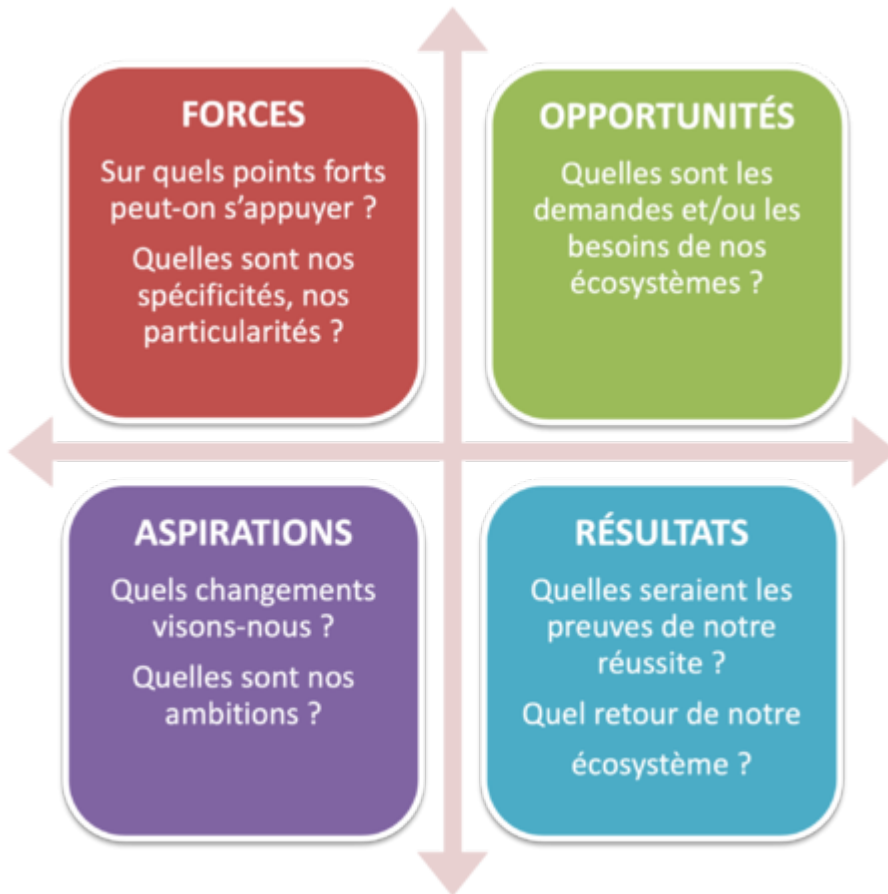 FORCES
Sur quels points forts
peut-on s’appuyer ?
Quelles sont nos
spécificités, nos
particularités ?
OPPORTUNITÉS
Quelles sont les
demandes et/ou les
besoins de nos
écosystèmes ?
ASPIRATIONS
Quels changements
visons-nous ?
Quelles sont nos
ambitions ?
RÉSULTATS
Quelles seraient les
preuves de notre
réussite ?
Quel retour de notre
écosystème ?